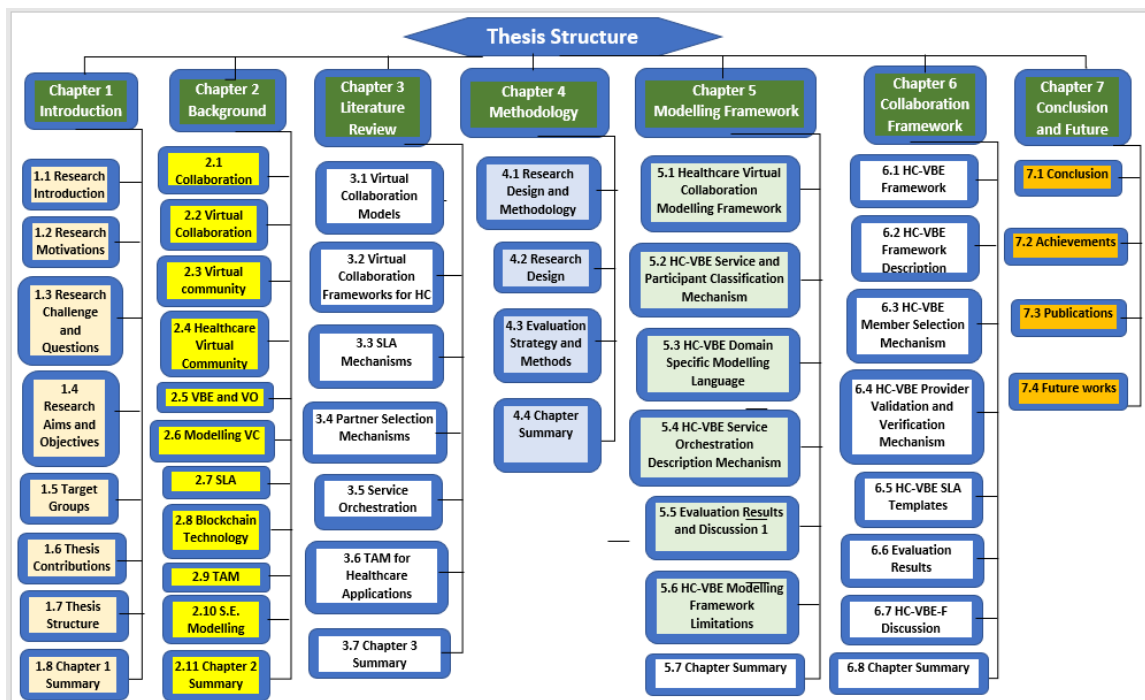 Thesis Structure
Chapter 1
Introduction
1.1 Research
Introduction
1.2 Research
Motivations
1.3 Research
Challenge
and
Questions
1.4
Research
Aims and
Objectives
1.5 Target
Groups
1.6 Thesis
Contributions
1.7 Thesis
Structure
1.8 Chapter 1
Summary
Chapter 2
Background
2.1
Collaboration
2.2 Virtual
Collaboration
2.3 Virtual
community
2.4 Healthcare
Virtual
Community
2.5 VBE and VO
2.6 Modelling VC
2.7 SLA
2.8 Blockchain
Technology
2.9 TAM
2.10 S.E.
Modelling
2.11 Chapter 2
Summary
Chapter 3
Literature
Review
3.1 Virtual
Collaboration
Models
3.2 Virtual
Collaboration
Frameworks for HC
3.3 SLA
Mechanisms
3.4 Partner Selection
Mechanisms
3.5 Service
Orchestration
3.6 TAM for
Healthcare
Applications
3.7 Chapter 3
Summary
Chapter 4
Methodology
4.1 Research
Design and
Methodology
4.2 Research
Design
4.3 Evaluation
Strategy and
Methods
4.4 Chapter
Summary
Chapter 5
Modelling Framework
5.1 Healthcare Virtual
Collaboration
Modelling Framework
5.2 HC-VBE Service and
Participant Classification
Mechanism
5.3 HC-VBE Domain
Specific Modelling
Language
5.4 HC-VBE Service
Orchestration
Description Mechanism
5.5 Evaluation Results
and Discussion 1
5.6 HC-VBE Modelling
Framework
Limitations
5.7 Chapter Summary
Chapter 6
Collaboration
Framework
6.1 HC-VBE
Framework
6.2 HC-VBE
Framework
Description
6.3 HC-VBE
Member Selection
Mechanism
6.4 HC-VBE Provider
Validation and
Verification
Mechanism
6.5 HC-VBE SLA
Templates
6.6 Evaluation
Results
6.7 HC-VBE-F
Discussion
6.8 Chapter Summary
Chapter 7
Conclusion
and Future
7.1 Conclusion
7.2 Achievements
7.3 Publications
7.4 Future works